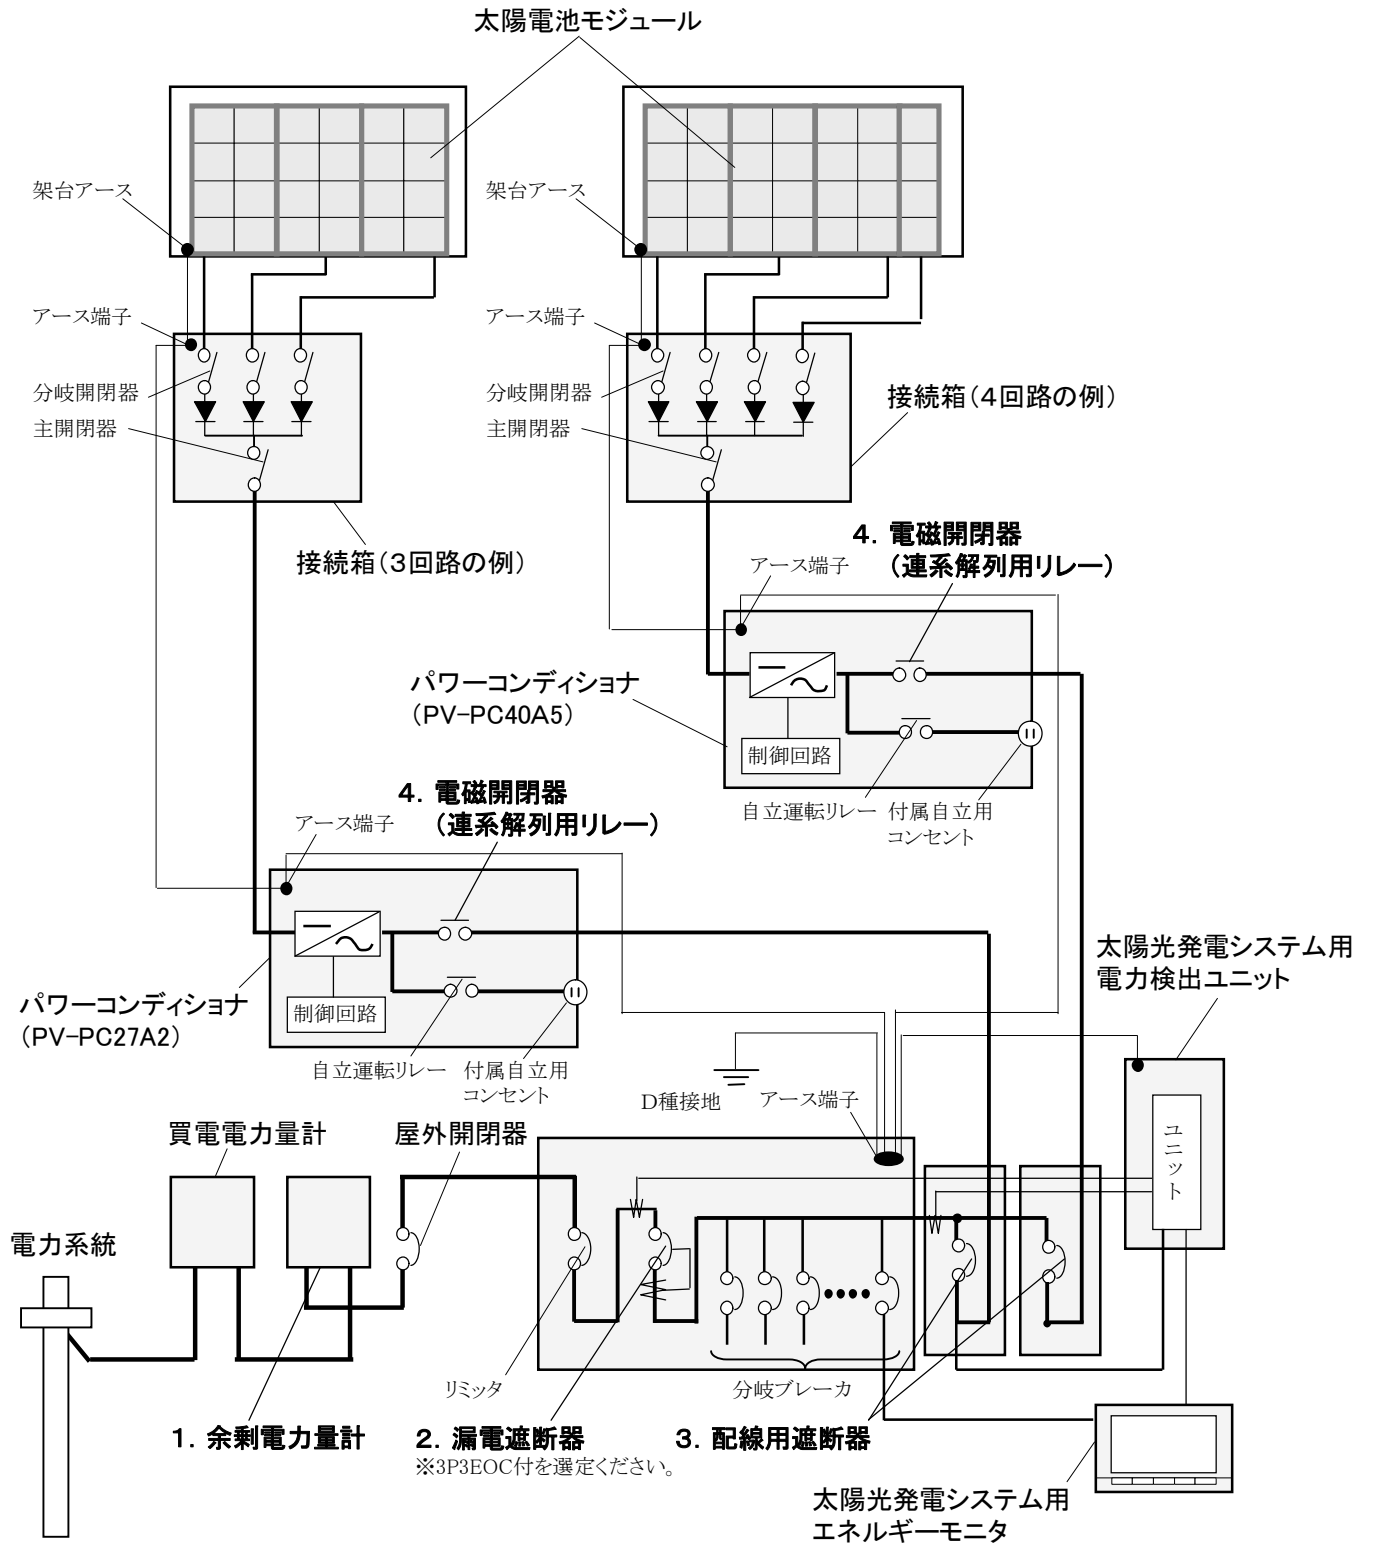 太陽電池モジュール
架台アース
架台アース
アース端子
アース端子
分岐開閉器
分岐開閉器
接続箱（４回路の例）
主開閉器
主開閉器
４．電磁開閉器
（連系解列用リレー）
接続箱（３回路の例）
アース端子
パワーコンディショナ
（PV-PC40A5）
制御回路
自立運転リレー
付属自立用
コンセント
４．電磁開閉器
（連系解列用リレー）
アース端子
太陽光発電システム用
電力検出ユニット
パワーコンディショナ
（PV-PC27A2）
制御回路
自立運転リレー
付属自立用
コンセント
D種接地
アース端子
買電電力量計
屋外開閉器
ユニット
電力系統
リミッタ
分岐ブレーカ
１．余剰電力量計
２．漏電遮断器
３．配線用遮断器
※3P3EOC付を選定ください。
太陽光発電システム用
エネルギーモニタ